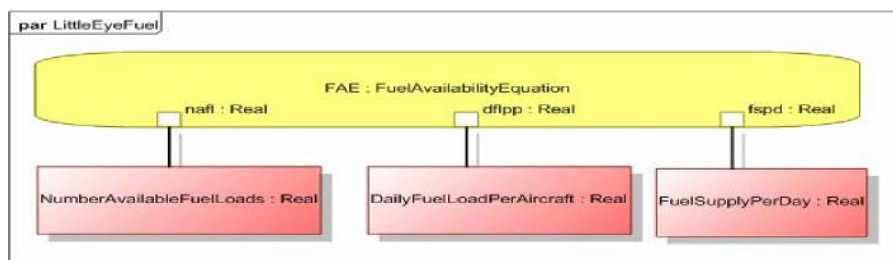 par LittleEyeFuel
FAE : FuelAvailabilityEquation
nafl : Real
dflpp : Real
fspd : Real
NumberAvailableFuelLoads : Real
DailyFuelLoadPerAircraft : Real
FuelSupplyPerDay : Real